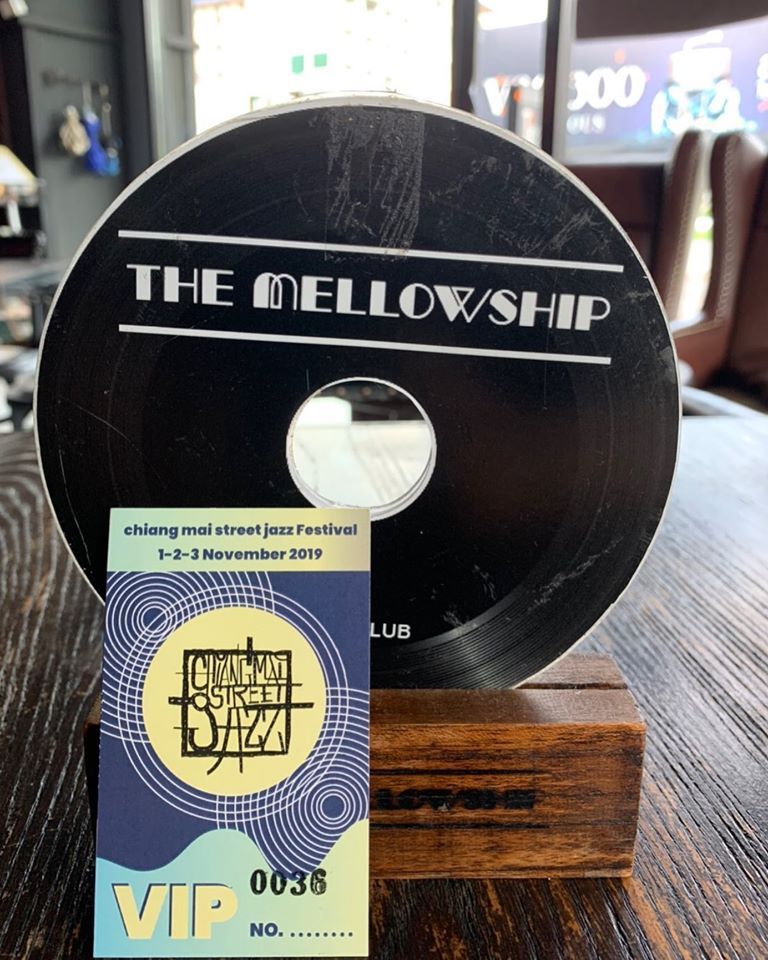 THE MELLOWSHIP
LUB
chiang mai street jazz Festival
1-2-3 November 2019
CHIANG MAI
STREET
JAZZ
VIP
0036
NO. ........